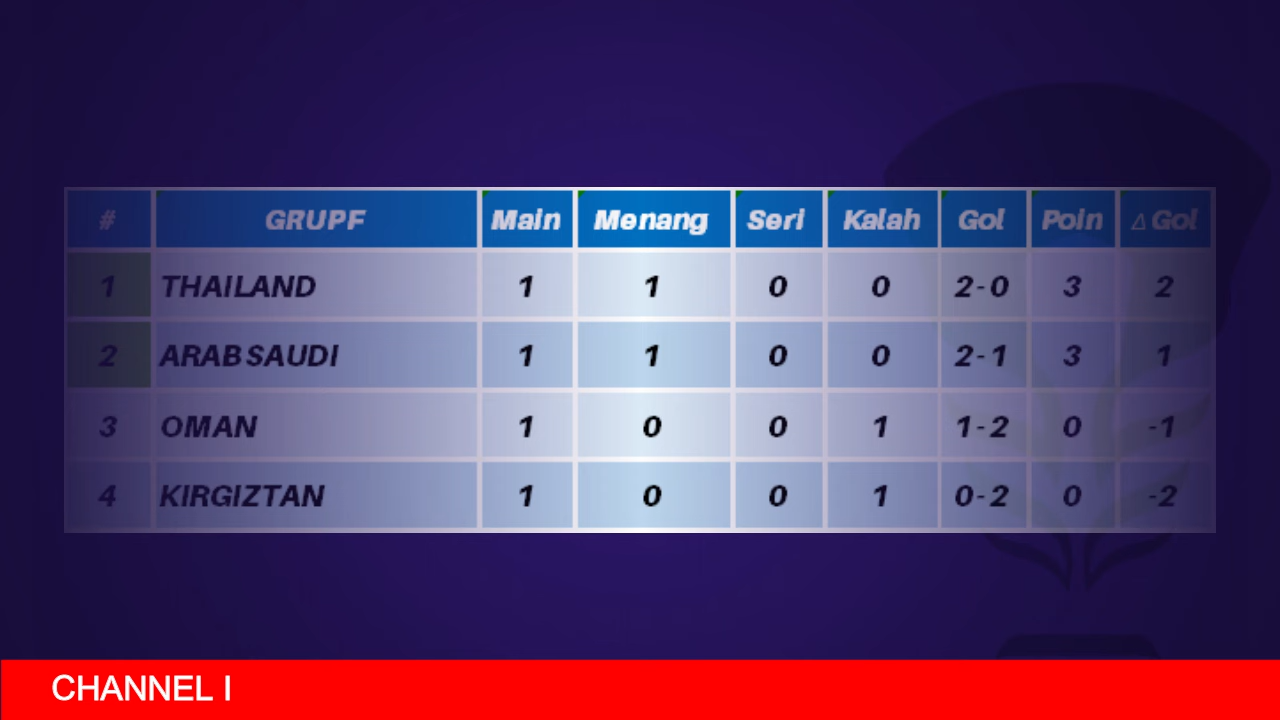 # GRUP F Main Menang Seri Kalah Gol Poin Δ Gol
1 THAILAND 1 1 0 0 2-0 3 2
2 ARAB SAUDI 1 1 0 0 2-1 3 1
3 OMAN 1 0 0 1 1-2 0 -1
4 KIRGIZTAN 1 0 0 1 0-2 0 -2
CHANNEL I